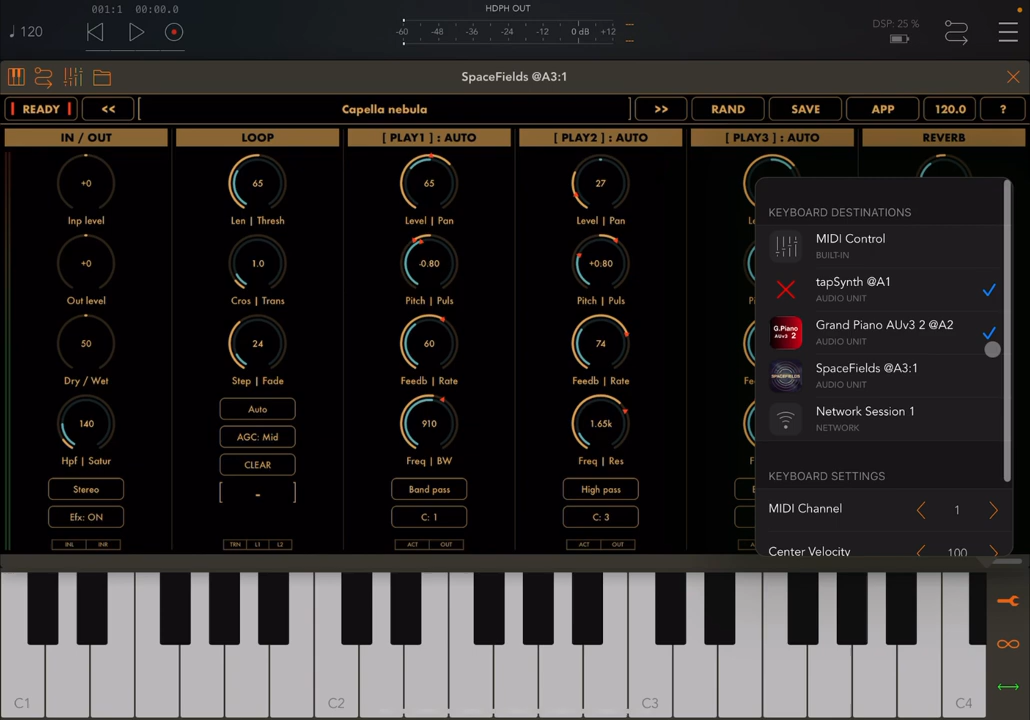 001:1 00:00.0
HDPH OUT
♩ 120
-60 -48 -36 -24 -12 0 dB +12
DSP: 25 %
SpaceFields @A3:1
READY
<<
Capella nebula
>>
RAND
SAVE
APP
120.0
?
IN / OUT
LOOP
[ PLAY1 ] : AUTO
[ PLAY2 ] : AUTO
[ PLAY3 ] : AUTO
REVERB
+0
65
65
27
Inp level
Len | Thresh
Level | Pan
Level | Pan
+0
1.0
-0.80
+0.80
Out level
Cros | Trans
Pitch | Puls
Pitch | Puls
50
24
60
74
Dry / Wet
Step | Fade
Feedb | Rate
Feedb | Rate
140
Auto
910
1.65k
AGC: Mid
Hpf | Satur
CLEAR
Freq | BW
Freq | Res
Stereo
-
Band pass
High pass
Efx: ON
C: 1
C: 3
INL INR
TRN L1 L2
ACT OUT
ACT OUT
KEYBOARD DESTINATIONS
MIDI Control
BUILT-IN
tapSynth @A1
AUDIO UNIT
G.Piano
AUv3
2
Grand Piano AUv3 2 @A2
AUDIO UNIT
SPACEFIELDS
SpaceFields @A3:1
AUDIO UNIT
Network Session 1
NETWORK
KEYBOARD SETTINGS
MIDI Channel
1
Center Velocity
100
C1
C2
C3
C4